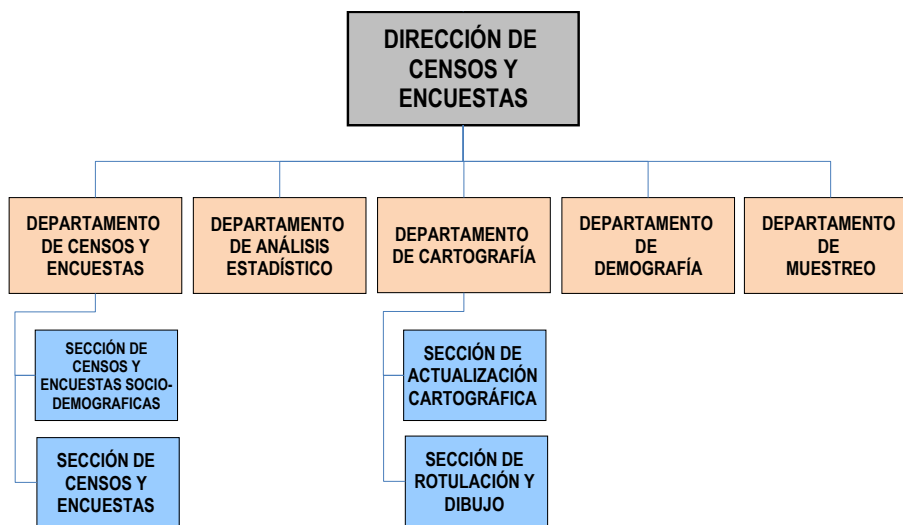 DIRECCIÓN DE
CENSOS Y
ENCUESTAS
DEPARTAMENTO
DE CENSOS Y
ENCUESTAS
DEPARTAMENTO
DE ANÁLISIS
ESTADÍSTICO
DEPARTAMENTO
DE CARTOGRAFÍA
DEPARTAMENTO
DE
DEMOGRAFÍA
DEPARTAMENTO
DE
MUESTREO
SECCIÓN DE
CENSOS Y
ENCUESTAS SOCIO-
DEMOGRAFICAS
SECCIÓN DE
CENSOS Y
ENCUESTAS
SECCIÓN DE
ACTUALIZACIÓN
CARTOGRÁFICA
SECCIÓN DE
ROTULACIÓN Y
DIBUJO